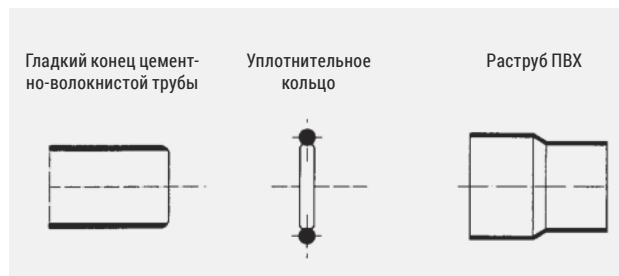 Гладкий конец цемент-
но-волокнистой трубы
Уплотнительное
кольцо
Раструб ПВХ